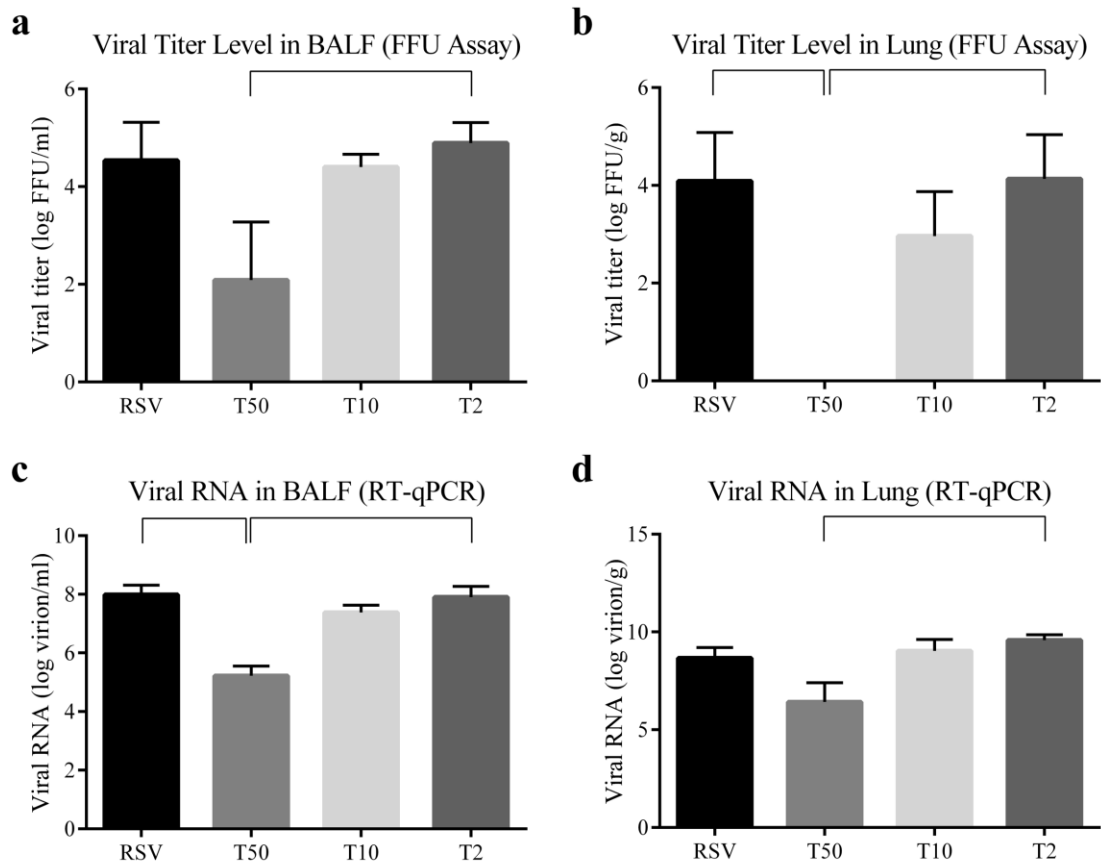 a
Viral Titer Level in BALF (FFU Assay)
Viral titer (log FFU/ml)
6
4
2
0
RSV T50 T10 T2
b
Viral Titer Level in Lung (FFU Assay)
Viral titer (log FFU/g)
6
4
2
0
RSV T50 T10 T2
c
Viral RNA in BALF (RT-qPCR)
Viral RNA (log virion/ml)
10
8
6
4
2
0
RSV T50 T10 T2
d
Viral RNA in Lung (RT-qPCR)
Viral RNA (log virion/g)
15
10
5
0
RSV T50 T10 T2